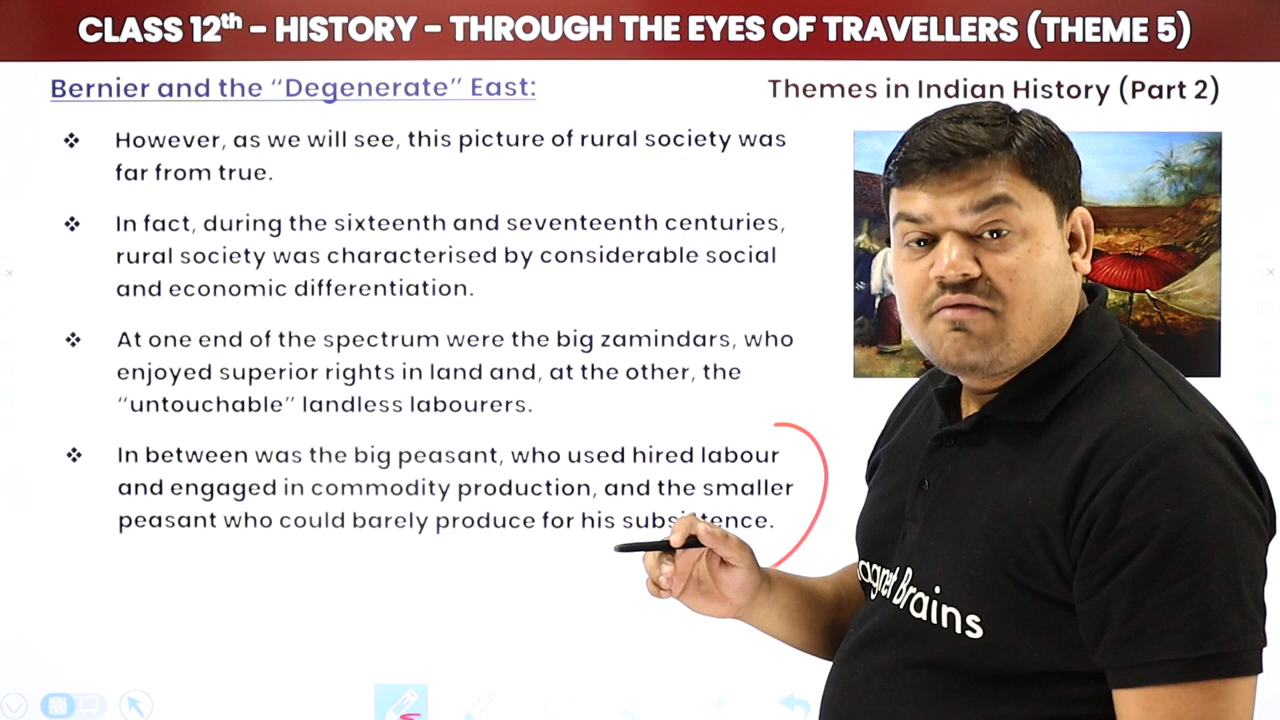 CLASS 12th – HISTORY – THROUGH THE EYES OF TRAVELLERS (THEME 5)
Bernier and the “Degenerate” East:
Themes in Indian History (Part 2)
❖ However, as we will see, this picture of rural society was
far from true.
❖ In fact, during the sixteenth and seventeenth centuries,
rural society was characterised by considerable social
and economic differentiation.
❖ At one end of the spectrum were the big zamindars, who
enjoyed superior rights in land and, at the other, the
“untouchable” landless labourers.
❖ In between was the big peasant, who used hired labour
and engaged in commodity production, and the smaller
peasant who could barely produce for his subsistence.
agnet Brains